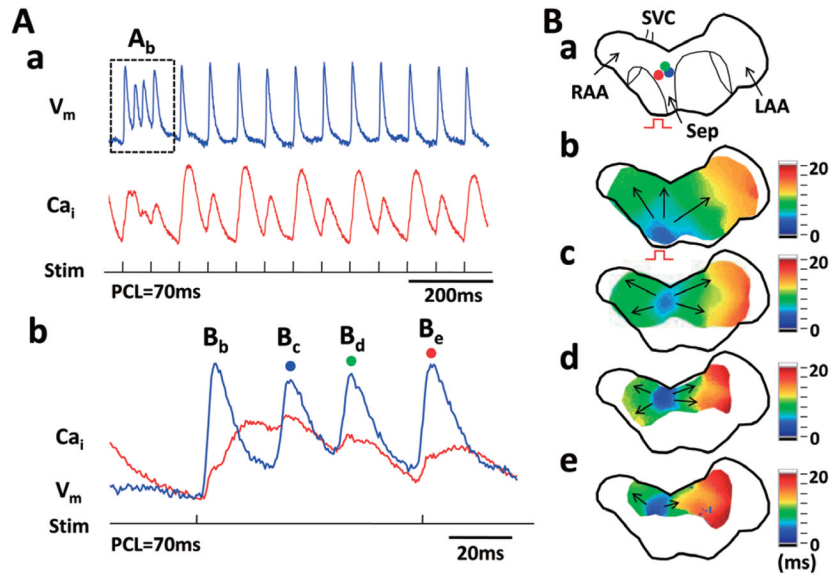 A
A_b
a
V_m
Ca_i
Stim
PCL=70ms
200ms
b
B_b B_c B_d B_e
Ca_i
V_m
Stim
PCL=70ms
20ms
B
SVC
a
RAA
LAA
Sep
b
20
0
c
20
0
d
20
0
e
20
0
(ms)